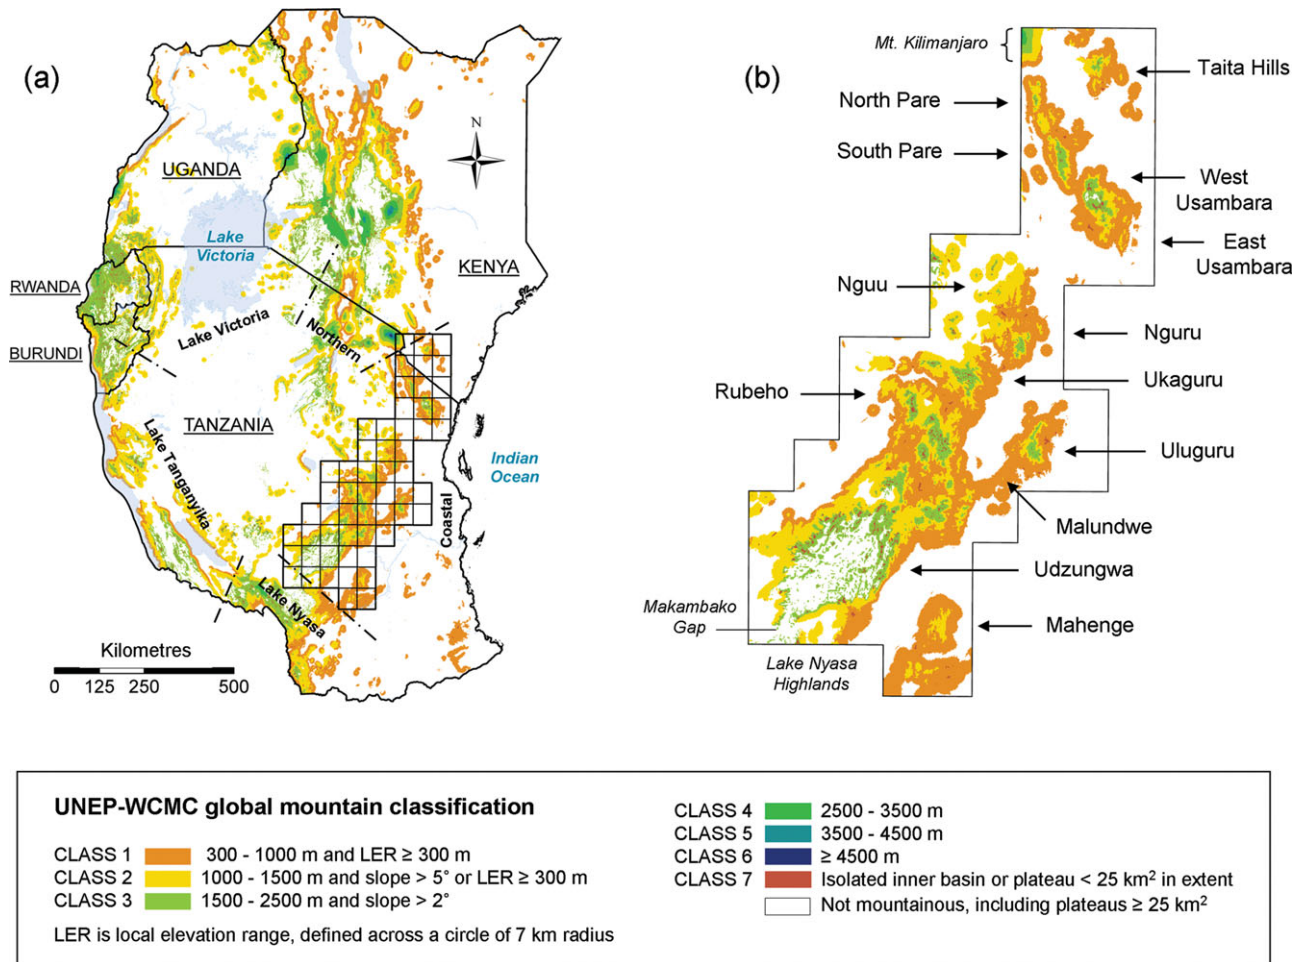 (a)
N
UGANDA
Lake
Victoria
KENYA
RWANDA
Lake Victoria
Northern
BURUNDI
TANZANIA
Lake Tanganyika
Indian
Ocean
Coastal
Lake Nyasa
Kilometres
0 125 250 500
(b)
Mt. Kilimanjaro
Taita Hills
North Pare
South Pare
West
Usambara
East
Usambara
Nguu
Nguru
Ukaguru
Rubeho
Uluguru
Malundwe
Udzungwa
Makambako
Gap
Mahenge
Lake Nyasa
Highlands
UNEP-WCMC global mountain classification
CLASS 1 300 - 1000 m and LER ≥ 300 m
CLASS 2 1000 - 1500 m and slope > 5° or LER ≥ 300 m
CLASS 3 1500 - 2500 m and slope > 2°
LER is local elevation range, defined across a circle of 7 km radius
CLASS 4 2500 - 3500 m
CLASS 5 3500 - 4500 m
CLASS 6 ≥ 4500 m
CLASS 7 Isolated inner basin or plateau < 25 km² in extent
Not mountainous, including plateaus ≥ 25 km²